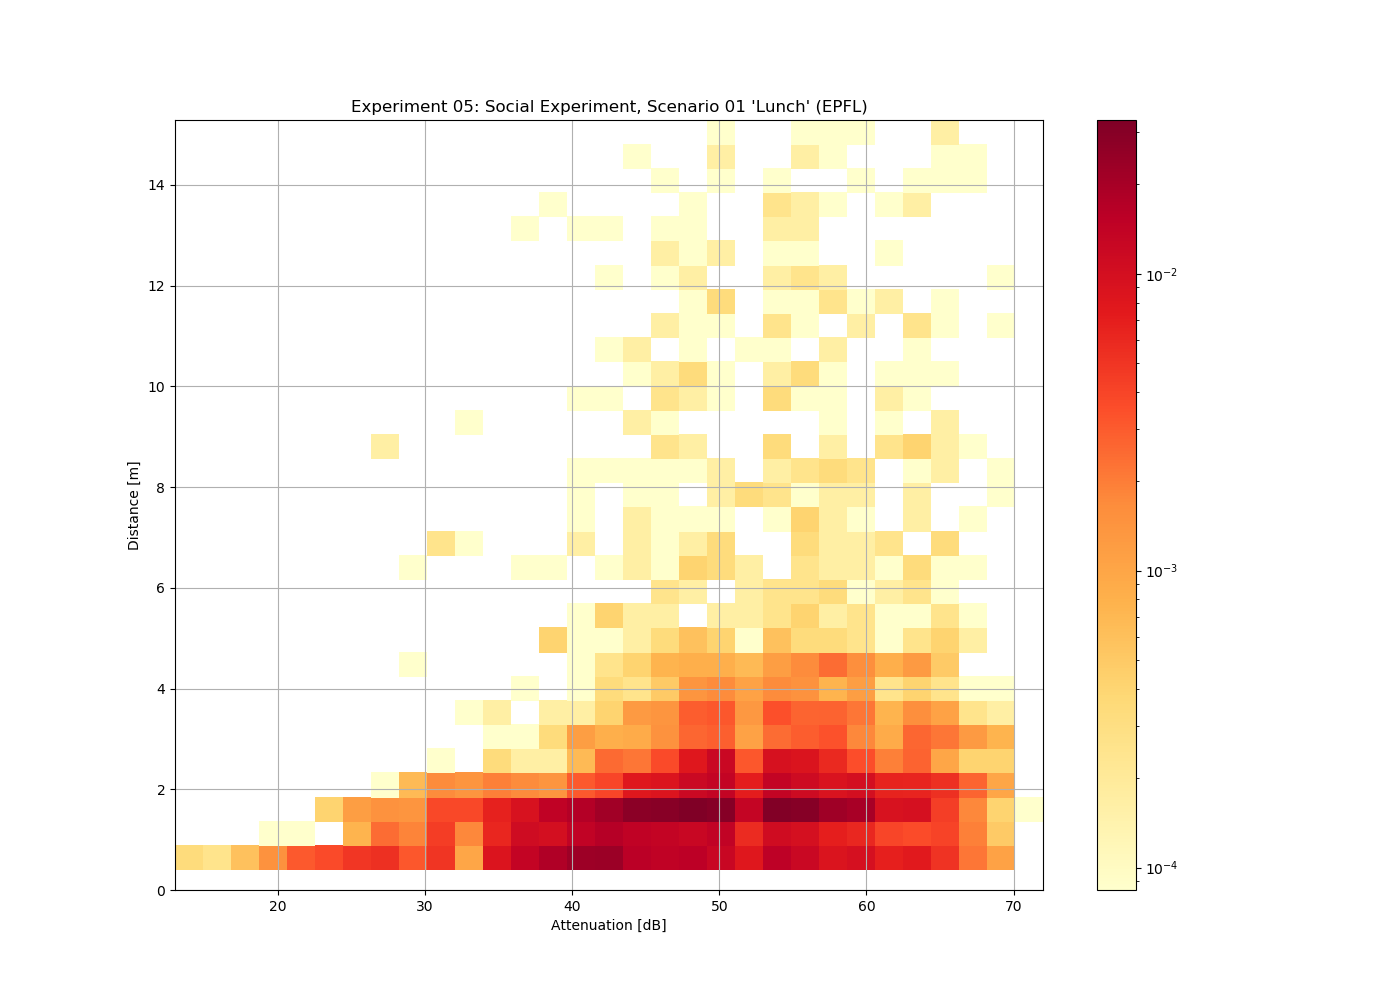 Experiment 05: Social Experiment, Scenario 01 'Lunch' (EPFL)
14
12
10
8
6
4
2
0
Distance [m]
20 30 40 50 60 70
Attenuation [dB]
10⁻²
10⁻³
10⁻⁴